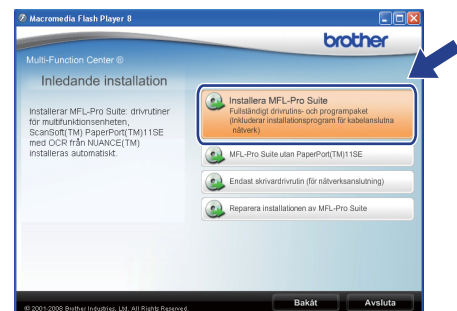 Macromedia Flash Player 8
brother
Multi-Function Center ®
Inledande installation
Installerar MFL-Pro Suite: drivrutiner
för multifunktionsenheten,
ScanSoft(TM) PaperPort(TM)11SE
med OCR från NUANCE(TM)
installeras automatiskt.
Installera MFL-Pro Suite
Fullständigt drivrutins- och programpaket
(Inkluderar installationsprogram för kabelanslutna
nätverk)
MFL-Pro Suite utan PaperPort(TM)11SE
Endast skrivardrivrutin (för nätverksanslutning)
Reparera installationen av MFL-Pro Suite
© 2001-2008 Brother Industries, Ltd. All Rights Reserved.
Bakåt
Avsluta